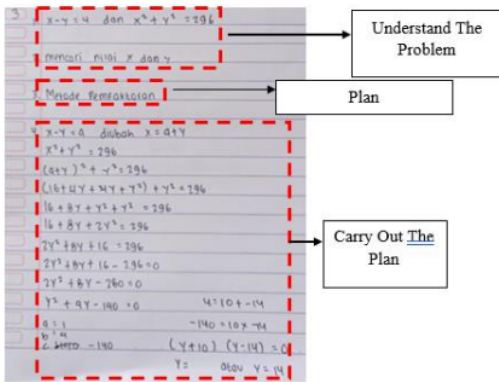 3
1. x-y=4 dan x² + y² = 296
Understand The
Problem
2. mencari nilai x dan y
3. Metode Pemfaktoran
Plan
4. x-y=4 diubah x=4+y
x²+y² = 296
(4+y)² + y² = 296
(16+4y+4y+y²) + y² = 296
16 + 8y + y² + y² = 296
16 + 8y + 2y² = 296
2y² + 8y + 16 = 296
2y² + 8y + 16 - 296 = 0
2y² + 8y - 280 = 0
y² + 4y - 140 = 0 4 = 10 + -14
a = 1 -140 = 10 x -14
b = 4
c -140 (y+10) (y-14) = 0
y= atau y = 14
Carry Out The
Plan